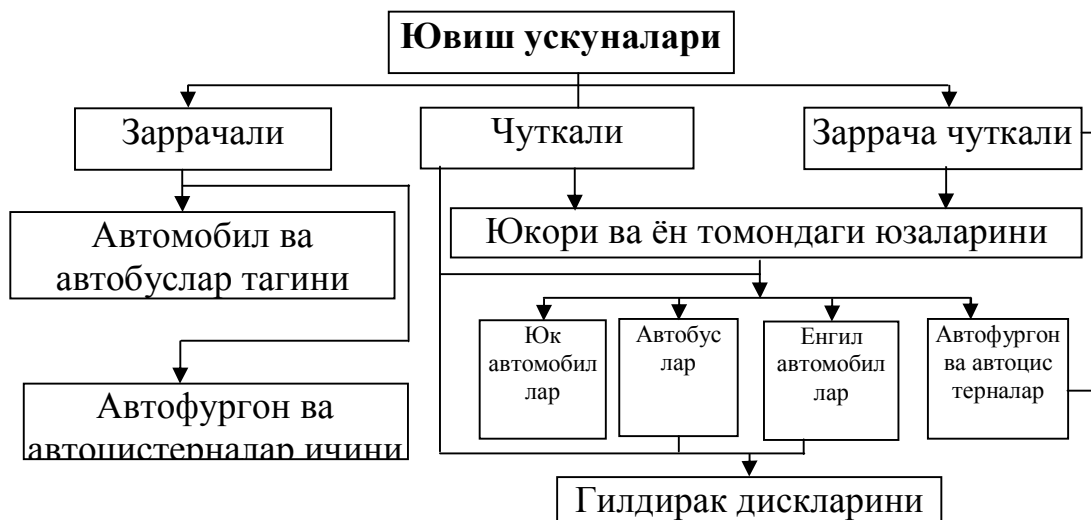 Ювиш ускуналари
Заррачали
Чуткали
Заррача чуткали
Автомобил ва
автобуслар тагини
Юкори ва ён томондаги юзаларини
Юк
автомобил
лар
Автобус
лар
Енгил
автомобил
лар
Автофургон
ва автоцис
терналар
Автофургон ва
автоцистерналар ичини
Гилдирак дискларини